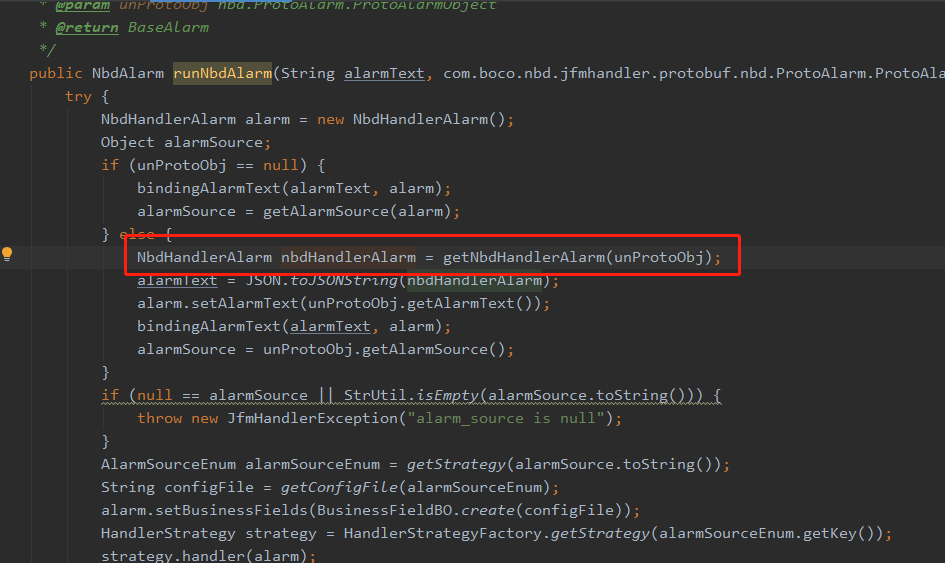 * @param unProtoObj nbd.ProtoAlarm.ProtoAlarmObject
* @return BaseAlarm
*/
public NbdAlarm runNbdAlarm(String alarmText, com.boco.nbd.jfmhandler.protobuf.nbd.ProtoAlarm.ProtoAla
try {
NbdHandlerAlarm alarm = new NbdHandlerAlarm();
Object alarmSource;
if (unProtoObj == null) {
bindingAlarmText(alarmText, alarm);
alarmSource = getAlarmSource(alarm);
} else {
NbdHandlerAlarm nbdHandlerAlarm = getNbdHandlerAlarm(unProtoObj);
alarmText = JSON.toJSONString(nbdHandlerAlarm);
alarm.setAlarmText(unProtoObj.getAlarmText());
bindingAlarmText(alarmText, alarm);
alarmSource = unProtoObj.getAlarmSource();
}
if (null == alarmSource || StrUtil.isEmpty(alarmSource.toString())) {
throw new JfmHandlerException("alarm_source is null");
}
AlarmSourceEnum alarmSourceEnum = getStrategy(alarmSource.toString());
String configFile = getConfigFile(alarmSourceEnum);
alarm.setBusinessFields(BusinessFieldBO.create(configFile));
HandlerStrategy strategy = HandlerStrategyFactory.getStrategy(alarmSourceEnum.getKey());
strategy.handler(alarm);